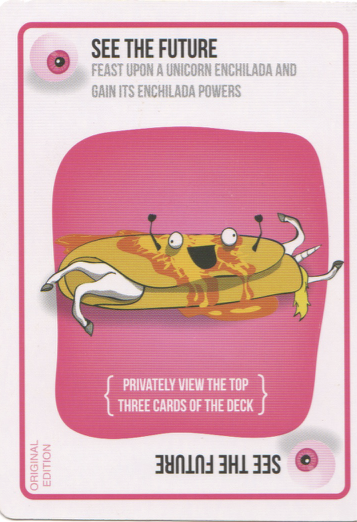 SEE THE FUTURE
FEAST UPON A UNICORN ENCHILADA AND
GAIN ITS ENCHILADA POWERS
PRIVATELY VIEW THE TOP
THREE CARDS OF THE DECK
ORIGINAL
EDITION
SEE THE FUTURE